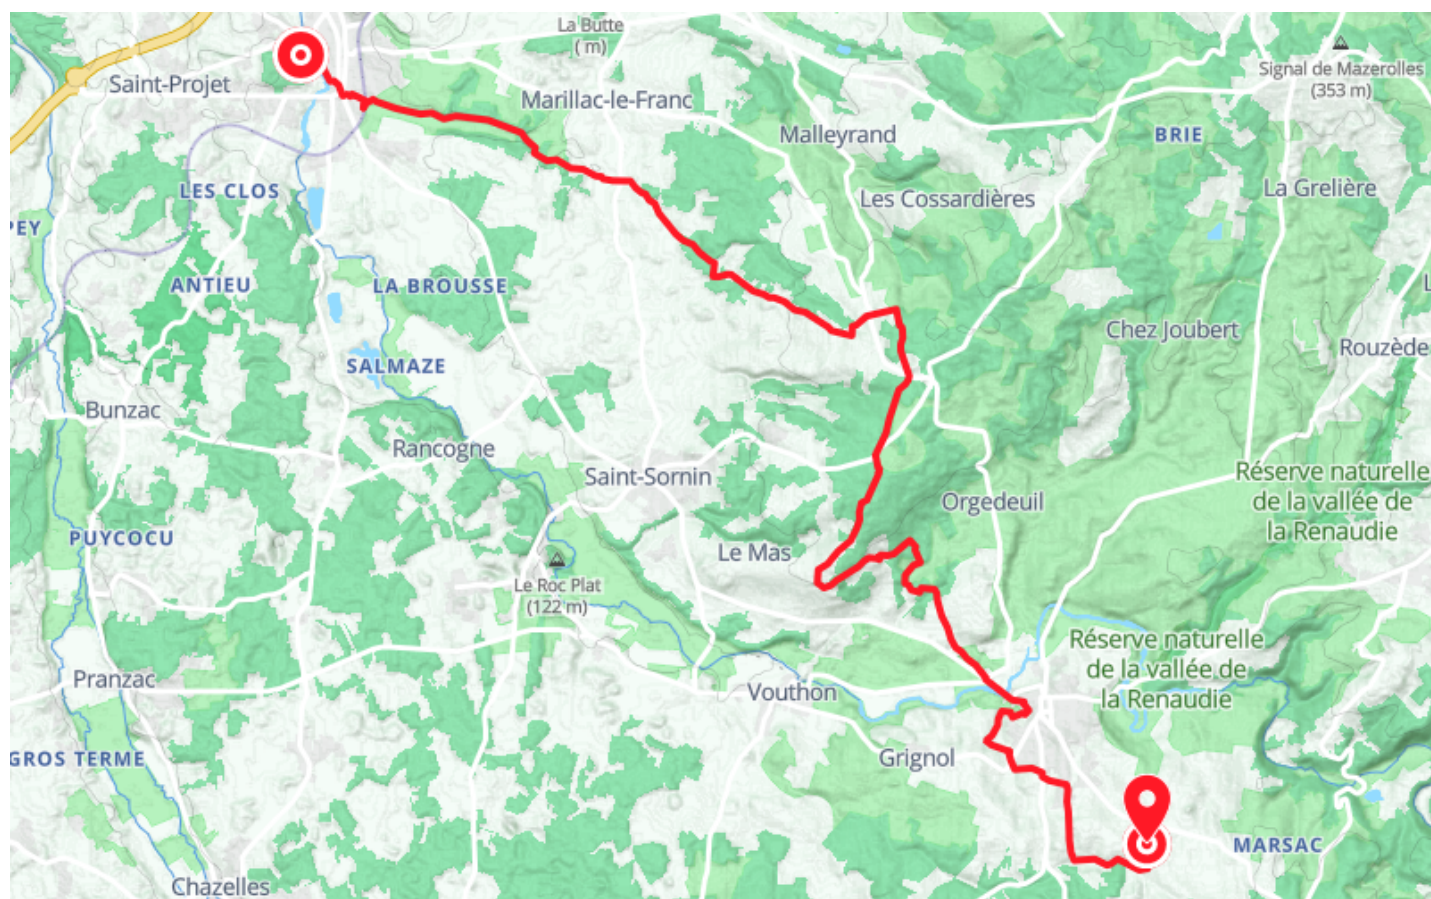 La Butte
( m)
Signal de Mazerolles
(353 m)
Saint-Projet
Marillac-le-Franc
Malleyrand
BRIE
LES CLOS
La Grelière
Les Cossardières
PEY
ANTIEU
LA BROUSSE
L
Chez Joubert
Rouzède
SALMAZE
Bunzac
Rancogne
Saint-Sornin
Réserve naturelle
de la vallée de
la Renaudie
Orgedeuil
PUYCOCU
Le Mas
Le Roc Plat
(122 m)
Réserve naturelle
de la vallée de
la Renaudie
Pranzac
Vouthon
GROS TERME
Grignol
MARSAC
Chazelles